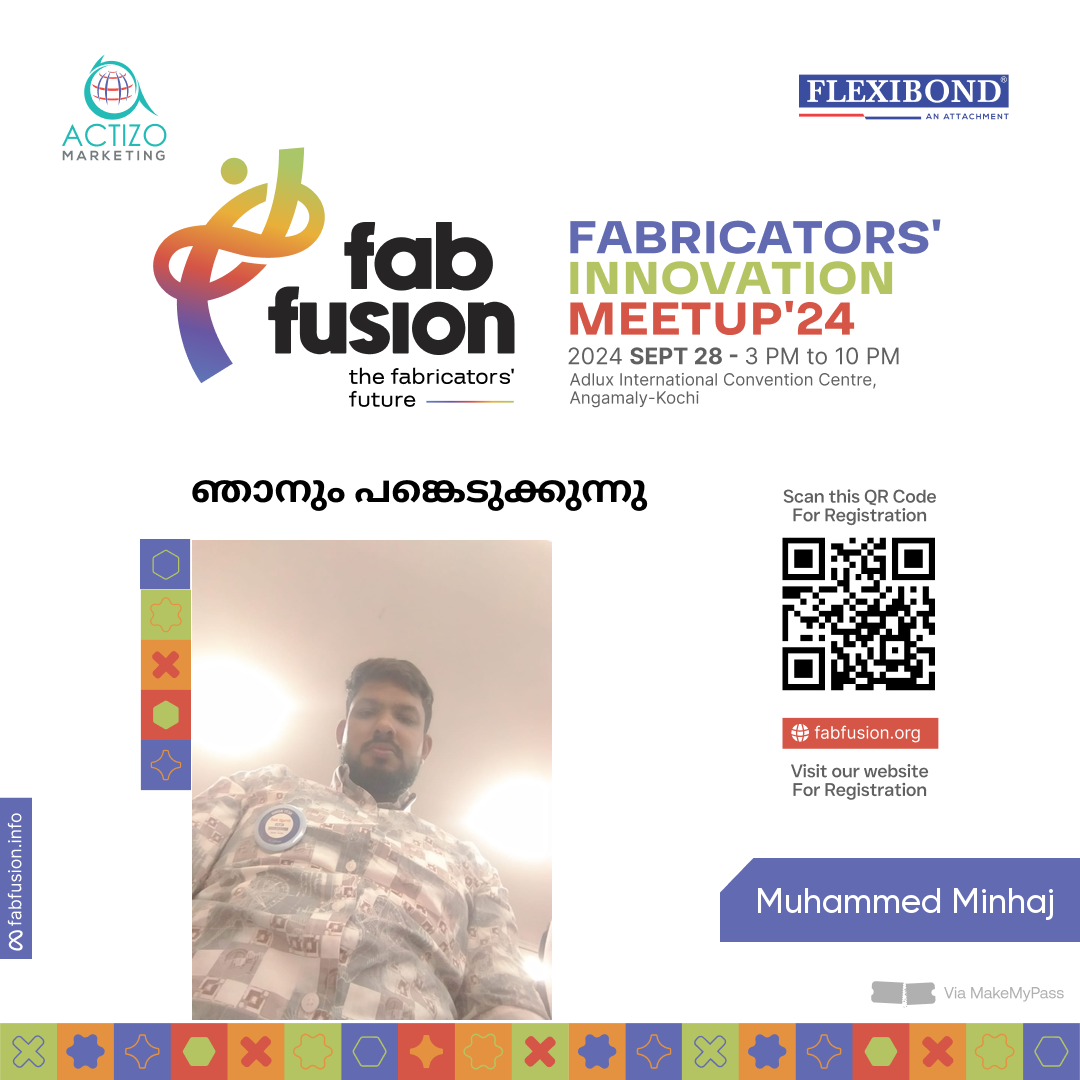 ACTIZO
MARKETING
FLEXIBOND®
AN ATTACHMENT
fab
fusion
the fabricators'
future
FABRICATORS'
INNOVATION
MEETUP'24
2024 SEPT 28 - 3 PM to 10 PM
Adlux International Convention Centre,
Angamaly-Kochi
ഞാനും പങ്കെടുക്കുന്നു
Scan this QR Code
For Registration
fabfusion.org
Visit our website
For Registration
fabfusion.info
Muhammed Minhaj
Via MakeMyPass